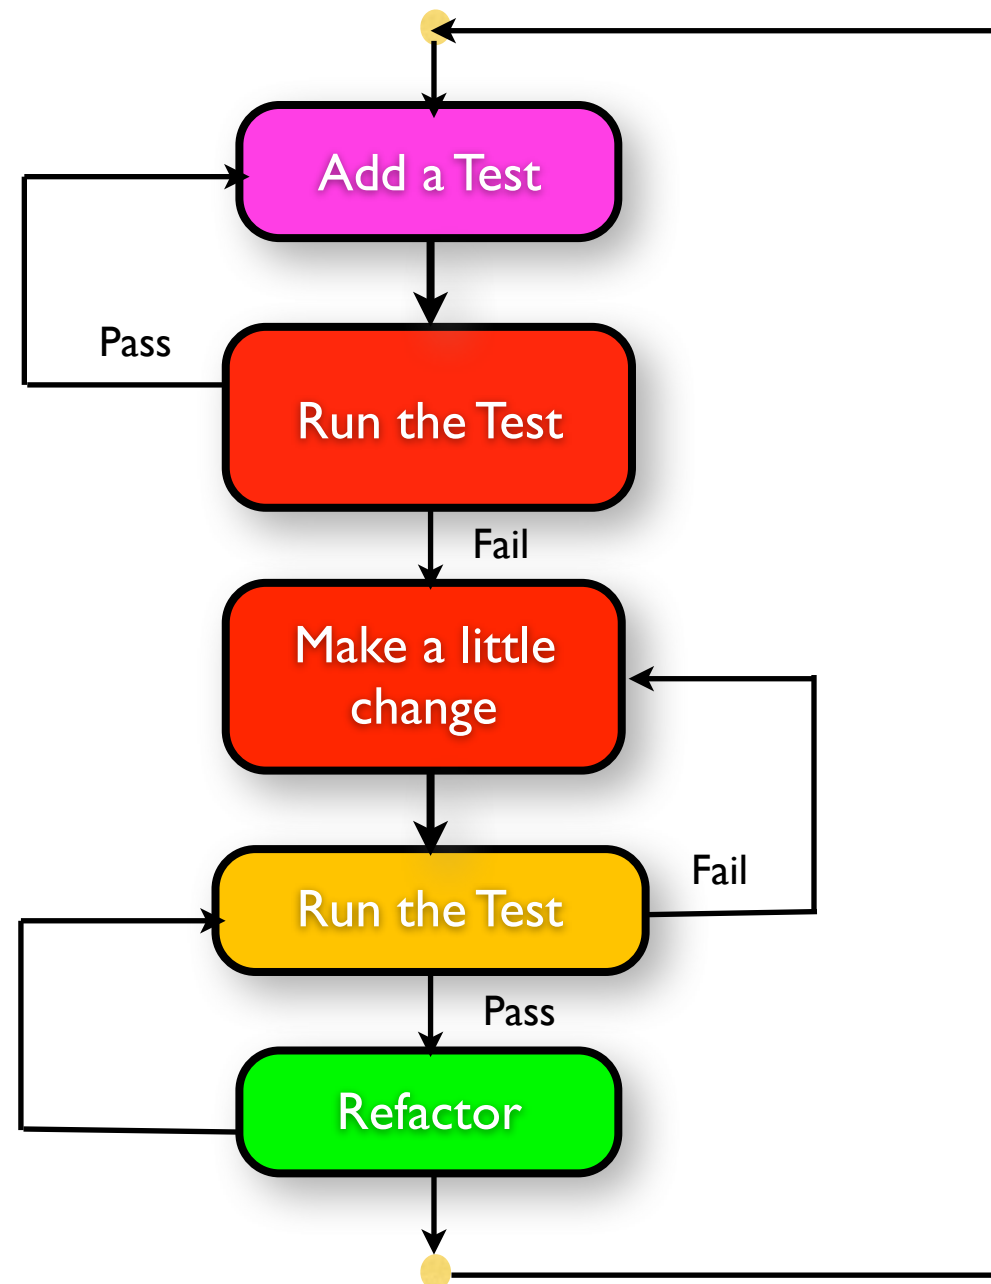 Add a Test
Pass
Run the Test
Fail
Make a little
change
Fail
Run the Test
Pass
Refactor